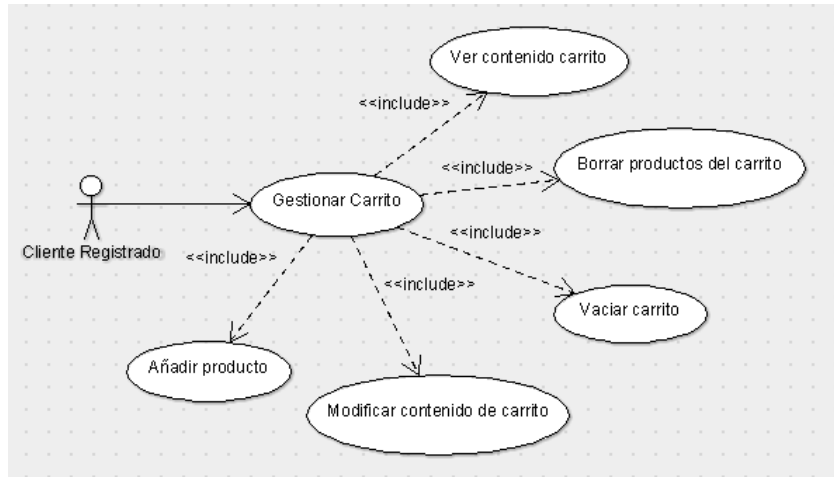 Ver contenido carrito
<<include>>
<<include>>
Borrar productos del carrito
Gestionar Carrito
<<include>>
Cliente Registrado
<<include>>
<<include>>
Vaciar carrito
Añadir producto
Modificar contenido de carrito